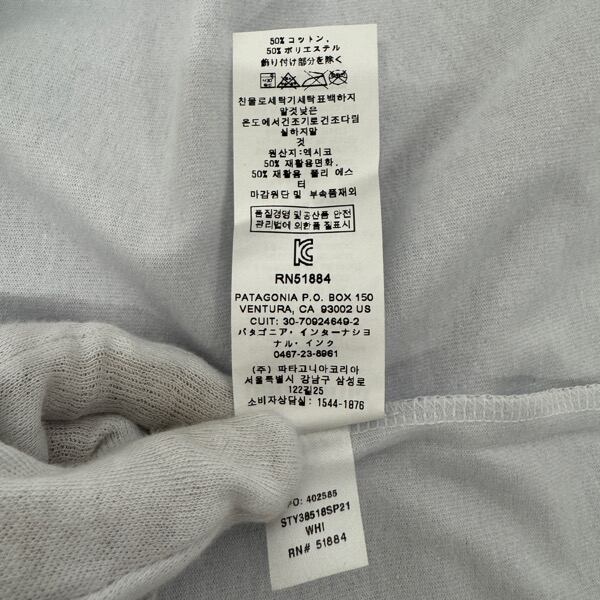 50% コットン,
50% ポリエステル
飾り付け部分を除く
찬물로세탁기세탁표백하지
말것낮은
온도에서건조기로건조다림
질하지말
것
원산지:멕시코
50% 재활용면화,
50% 재활용 폴리 에스
터
마감원단 및 부속품제외
품질경영 및공산품 안전
관리법에 의한품 질표시
RN51884
PATAGONIA P.O. BOX 150
VENTURA, CA 93002 US
CUIT: 30-70924649-2
パタゴニア・インターナショ
ナル・インク
0467-23-8961
(주) 파타고니아코리아
서울특별시 강남구 삼성로
122길25
소비자상담실: 1544-1876
PO: 402585
STY38518SP21
WHI
RN# 51884